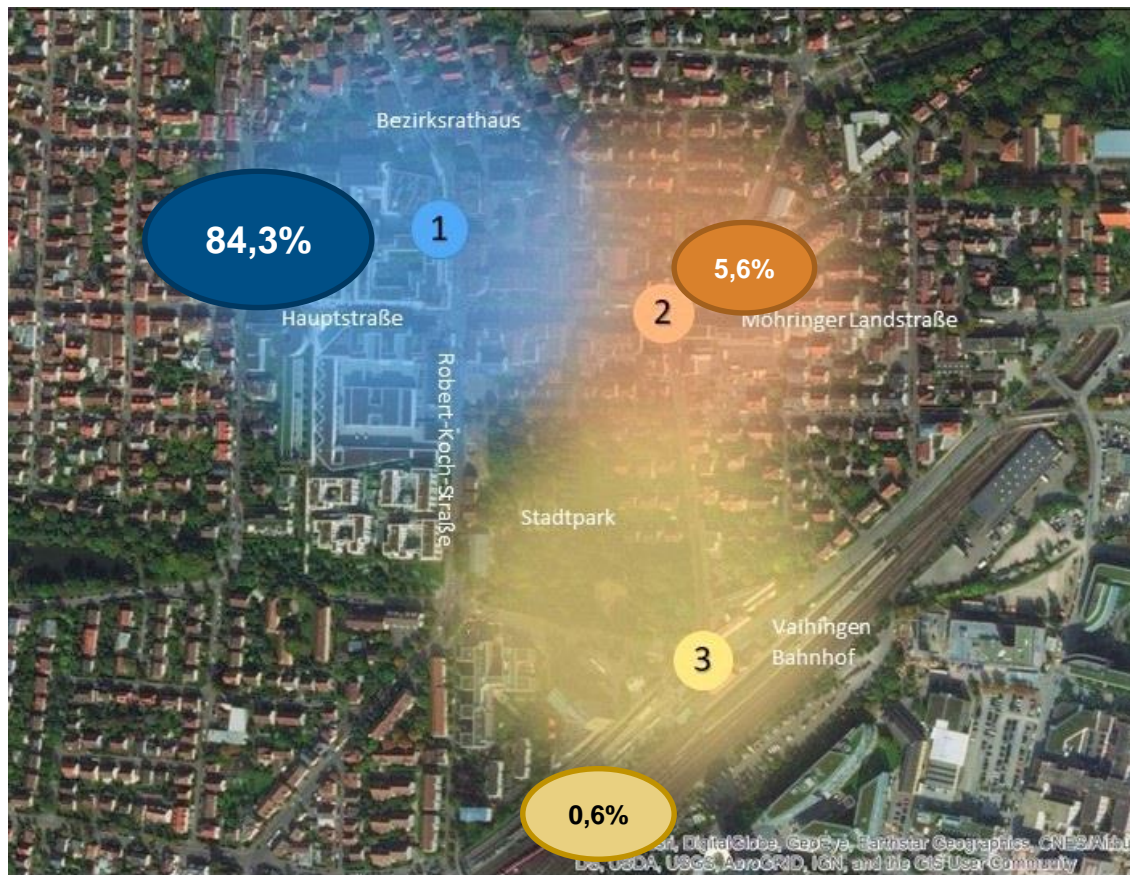 Bezirksrathaus
84,3%
1
5,6%
2
Hauptstraße
Möhringer Landstraße
Robert-Koch-Straße
Stadtpark
Vaihingen
Bahnhof
3
0,6%
DigitalGlobe, GeoEye, Earthstar Geographics, CNES/Airbus
DS, USDA, USGS, AeroGRID, IGN, and the GIS User Community